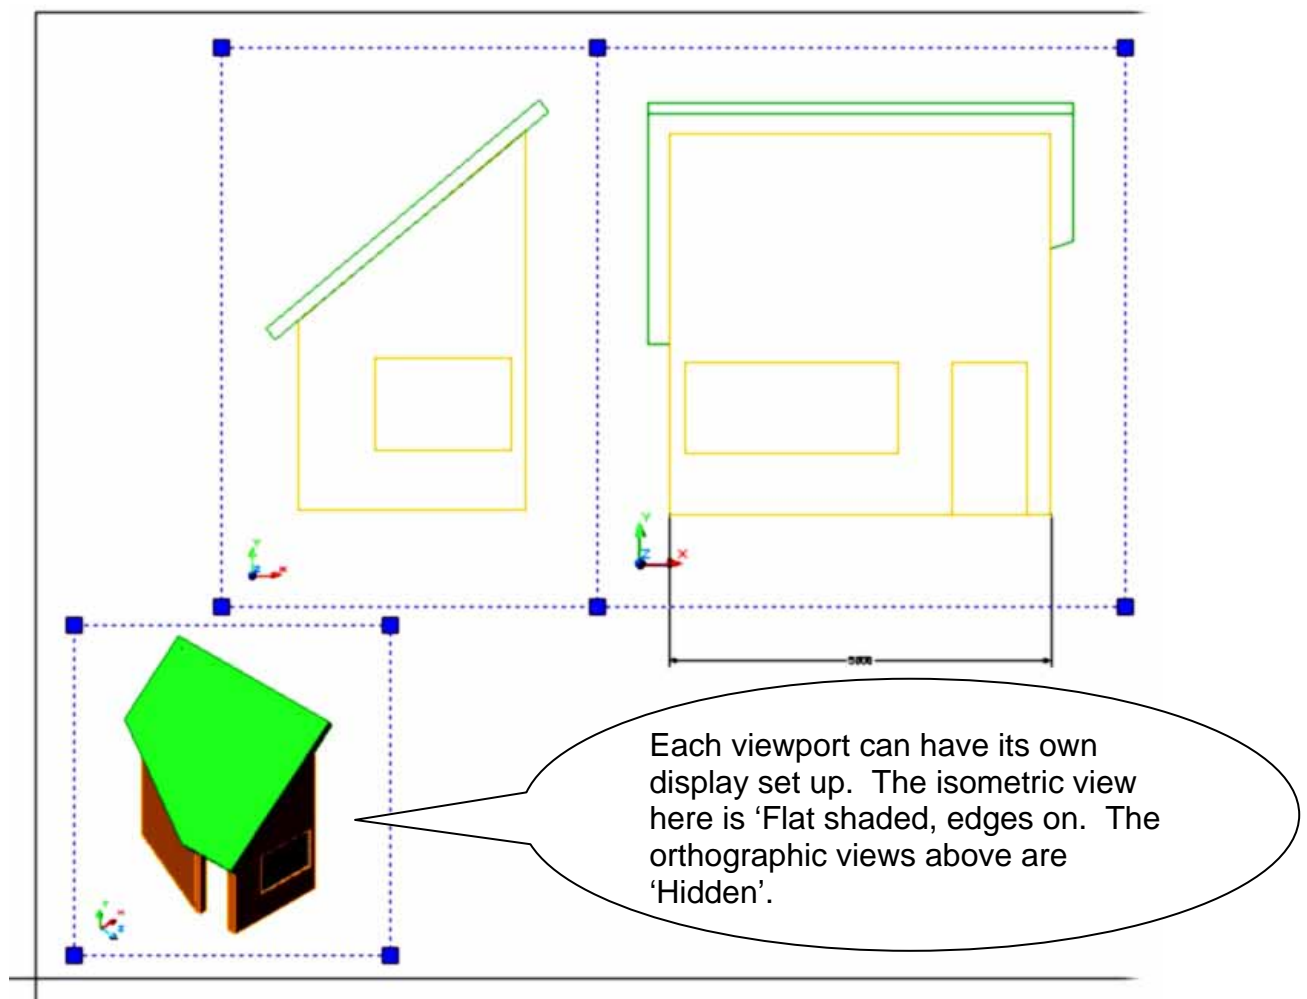 Y
X
Y
Z
X
Each viewport can have its own
display set up.  The isometric view
here is ‘Flat shaded, edges on.  The
orthographic views above are
‘Hidden’.